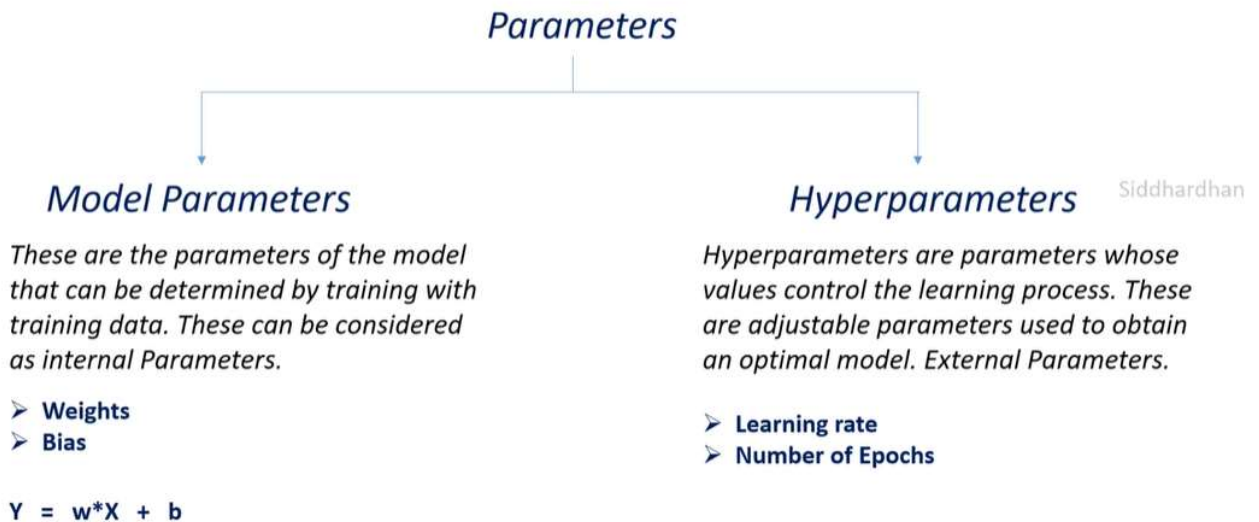 Parameters
Model Parameters
These are the parameters of the model
that can be determined by training with
training data. These can be considered
as internal Parameters.
➢ Weights
➢ Bias
Y = w*X + b
Hyperparameters
Siddhardhan
Hyperparameters are parameters whose
values control the learning process. These
are adjustable parameters used to obtain
an optimal model. External Parameters.
➢ Learning rate
➢ Number of Epochs